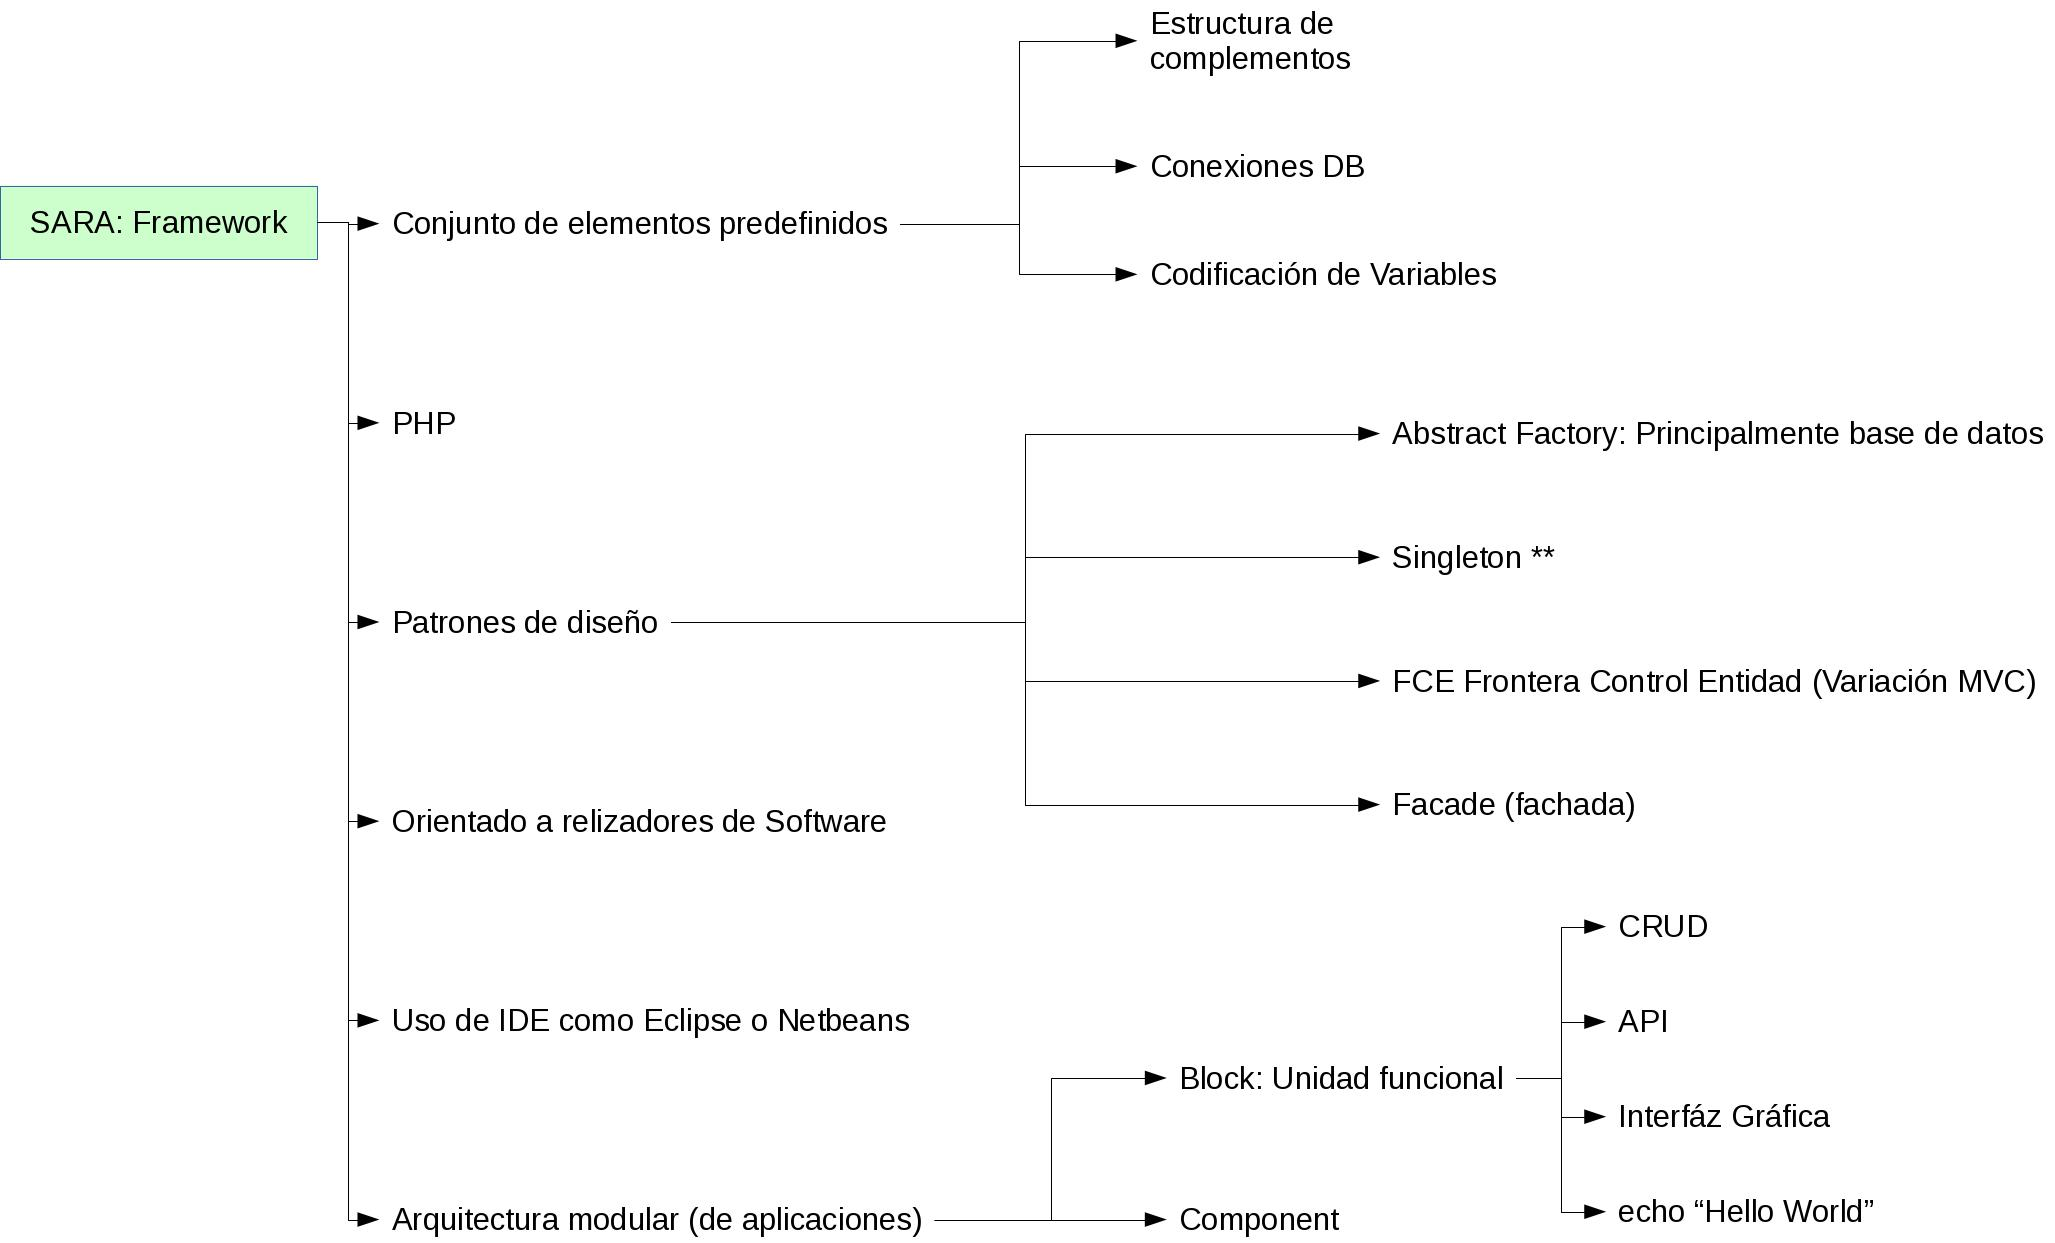 SARA: Framework
Conjunto de elementos predefinidos
Estructura de
complementos
Conexiones DB
Codificación de Variables
PHP
Patrones de diseño
Abstract Factory: Principalmente base de datos
Singleton **
FCE Frontera Control Entidad (Variación MVC)
Facade (fachada)
Orientado a relizadores de Software
Uso de IDE como Eclipse o Netbeans
Arquitectura modular (de aplicaciones)
Block: Unidad funcional
CRUD
API
Interfáz Gráfica
echo “Hello World”
Component